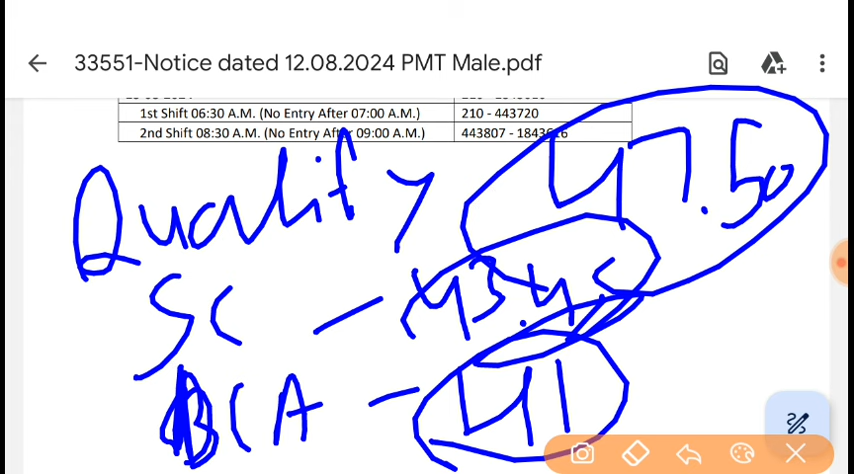 33551-Notice dated 12.08.2024 PMT Male.pdf
1st Shift 06:30 A.M. (No Entry After 07:00 A.M.) 210 - 443720
2nd Shift 08:30 A.M. (No Entry After 09:00 A.M.) 443807 - 1843616
Qualify 47.50
SC - 43.45
BCA - 41